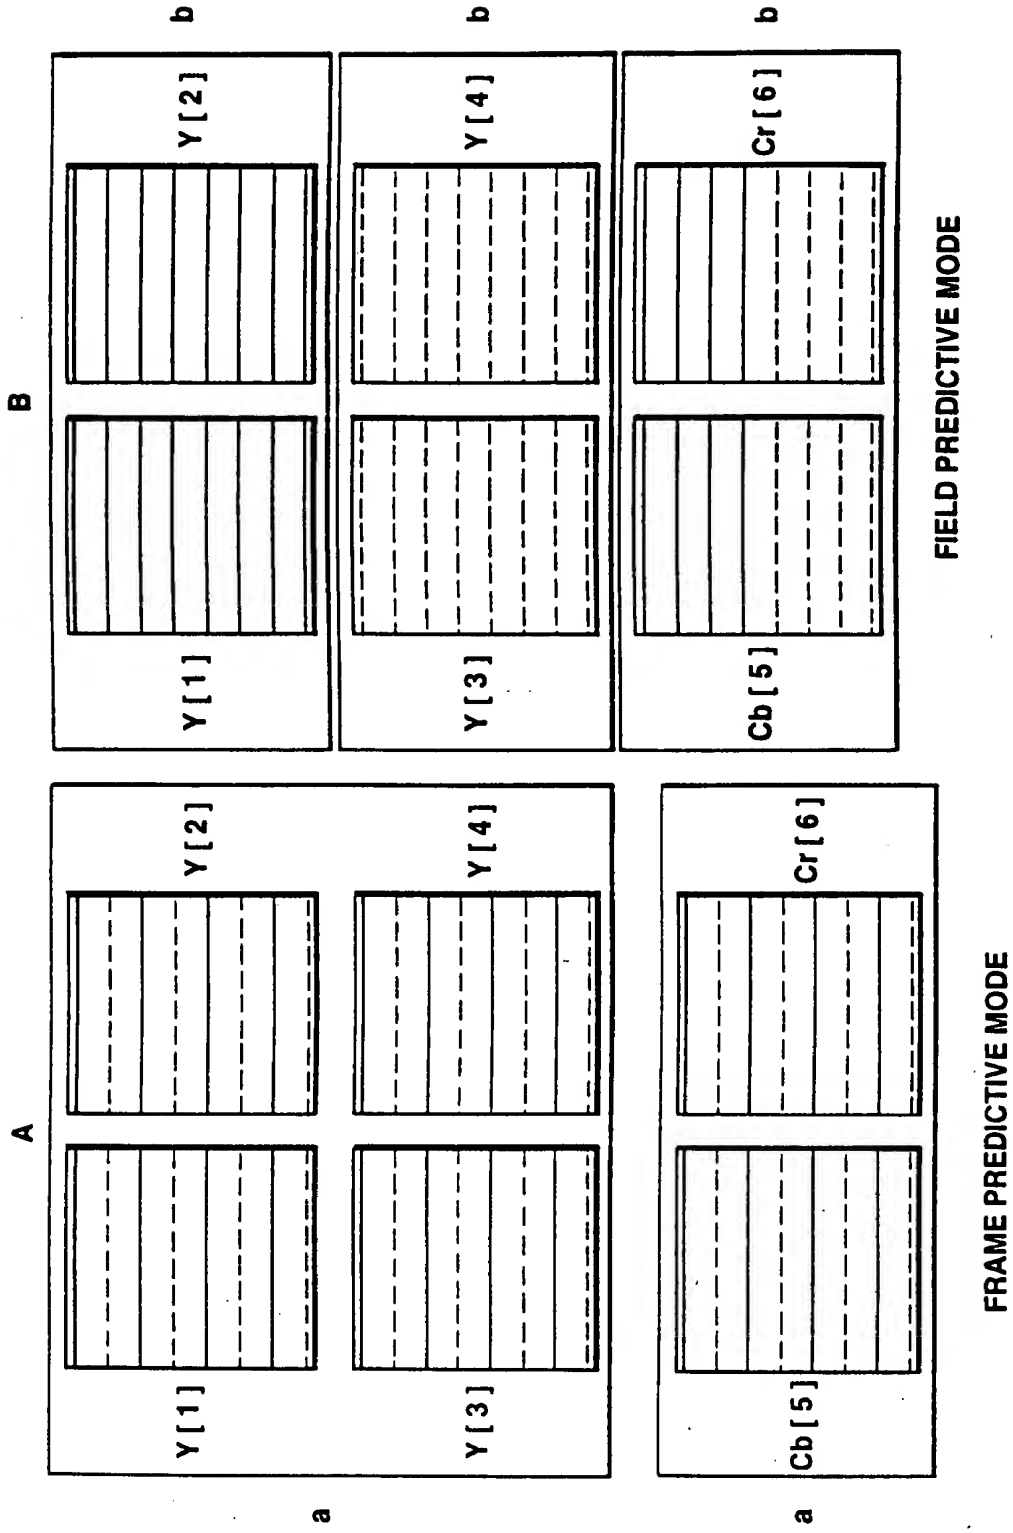 A
B
Y[1]
Y[2]
Y[1]
Y[2]
b
a
Y[3]
Y[4]
Y[3]
Y[4]
b
a
Cb[5]
Cr[6]
Cb[5]
Cr[6]
b
FRAME PREDICTIVE MODE
FIELD PREDICTIVE MODE